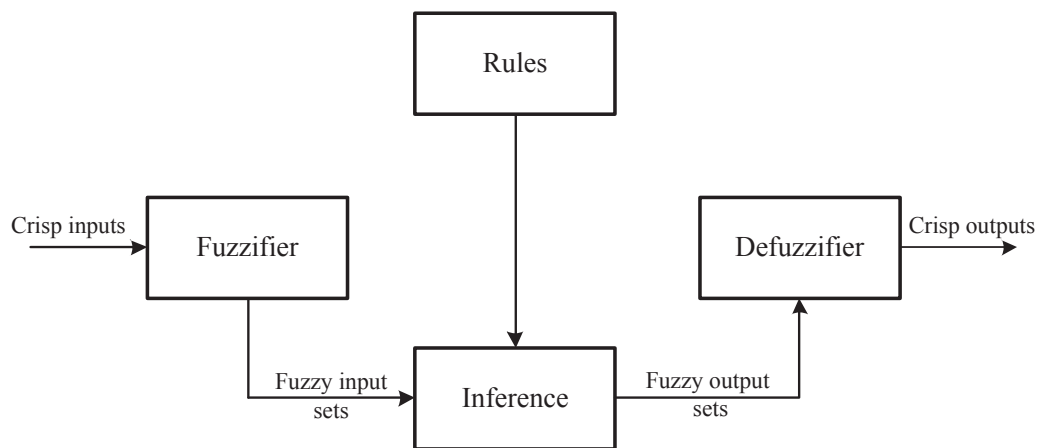 Rules
Crisp inputs
Fuzzifier
Defuzzifier
Crisp outputs
Fuzzy input
sets
Inference
Fuzzy output
sets